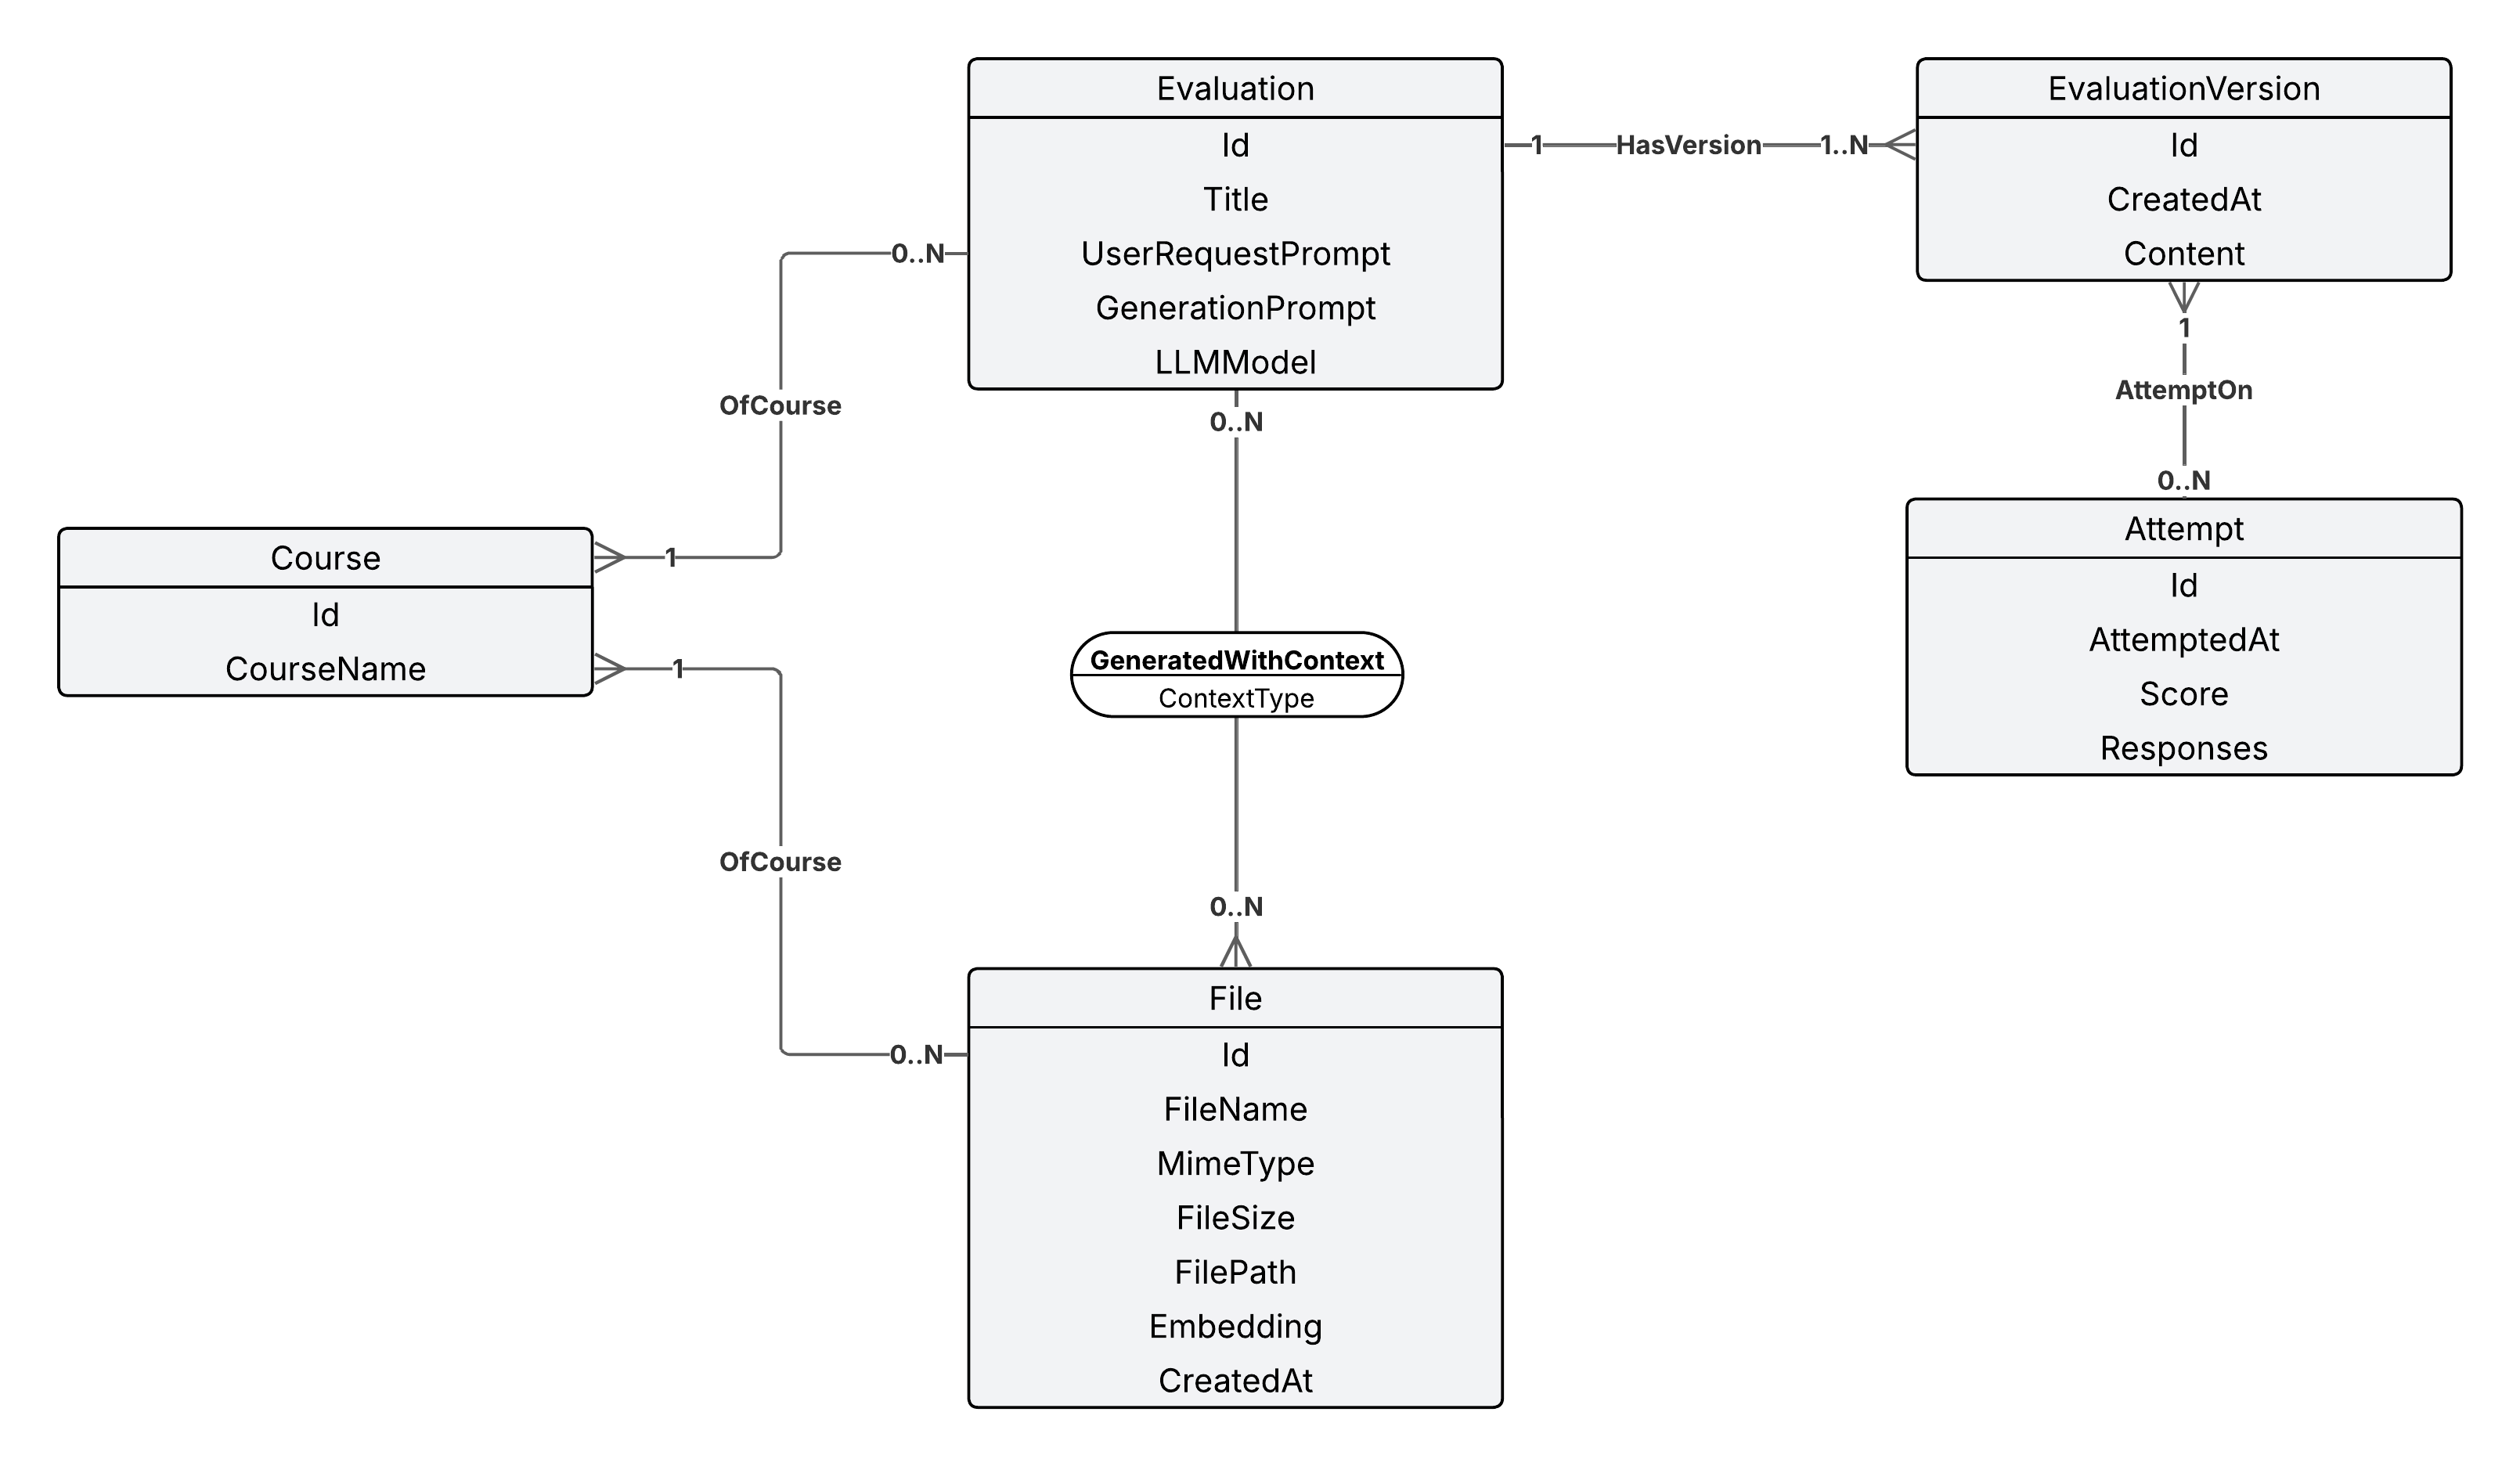 Evaluation
Id
Title
UserRequestPrompt
GenerationPrompt
LLMModel
1
HasVersion
1..N
EvaluationVersion
Id
CreatedAt
Content
1
AttemptOn
0..N
Attempt
Id
AttemptedAt
Score
Responses
0..N
OfCourse
1
Course
Id
CourseName
1
OfCourse
0..N
0..N
GeneratedWithContext
ContextType
0..N
File
Id
FileName
MimeType
FileSize
FilePath
Embedding
CreatedAt